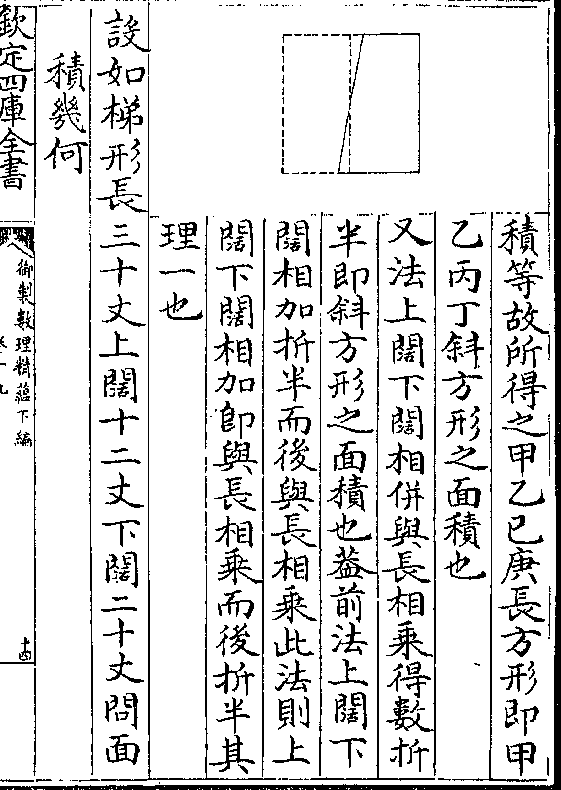 積等故所得之甲乙已庚長方形即甲
乙丙丁斜方形之面積也
又法上闊下闊相併與長相乘得數折
半即斜方形之面積也葢前法上闊下
闊相加折半而後與長相乘此法則上
闊下闊相加即與長相乘而後折半其
理一也
設如梯形長三十丈上闊十二丈下闊二十丈問面
積幾何
欽定四庫全書
御製數理精蘊下編
卷十九
十四